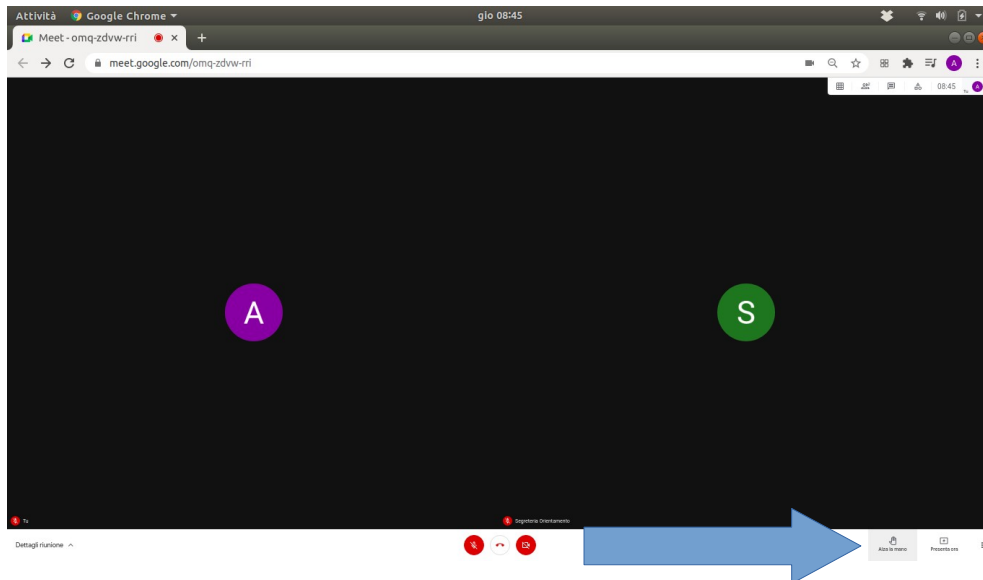 Attività Google Chrome gio 08:45
Meet - omq-zdvw-rri
meet.google.com/omq-zdvw-rri A
08:45 Tu A
A S
Tu Segreteria Orientamento
Dettagli riunione Alza la mano Presenta ora